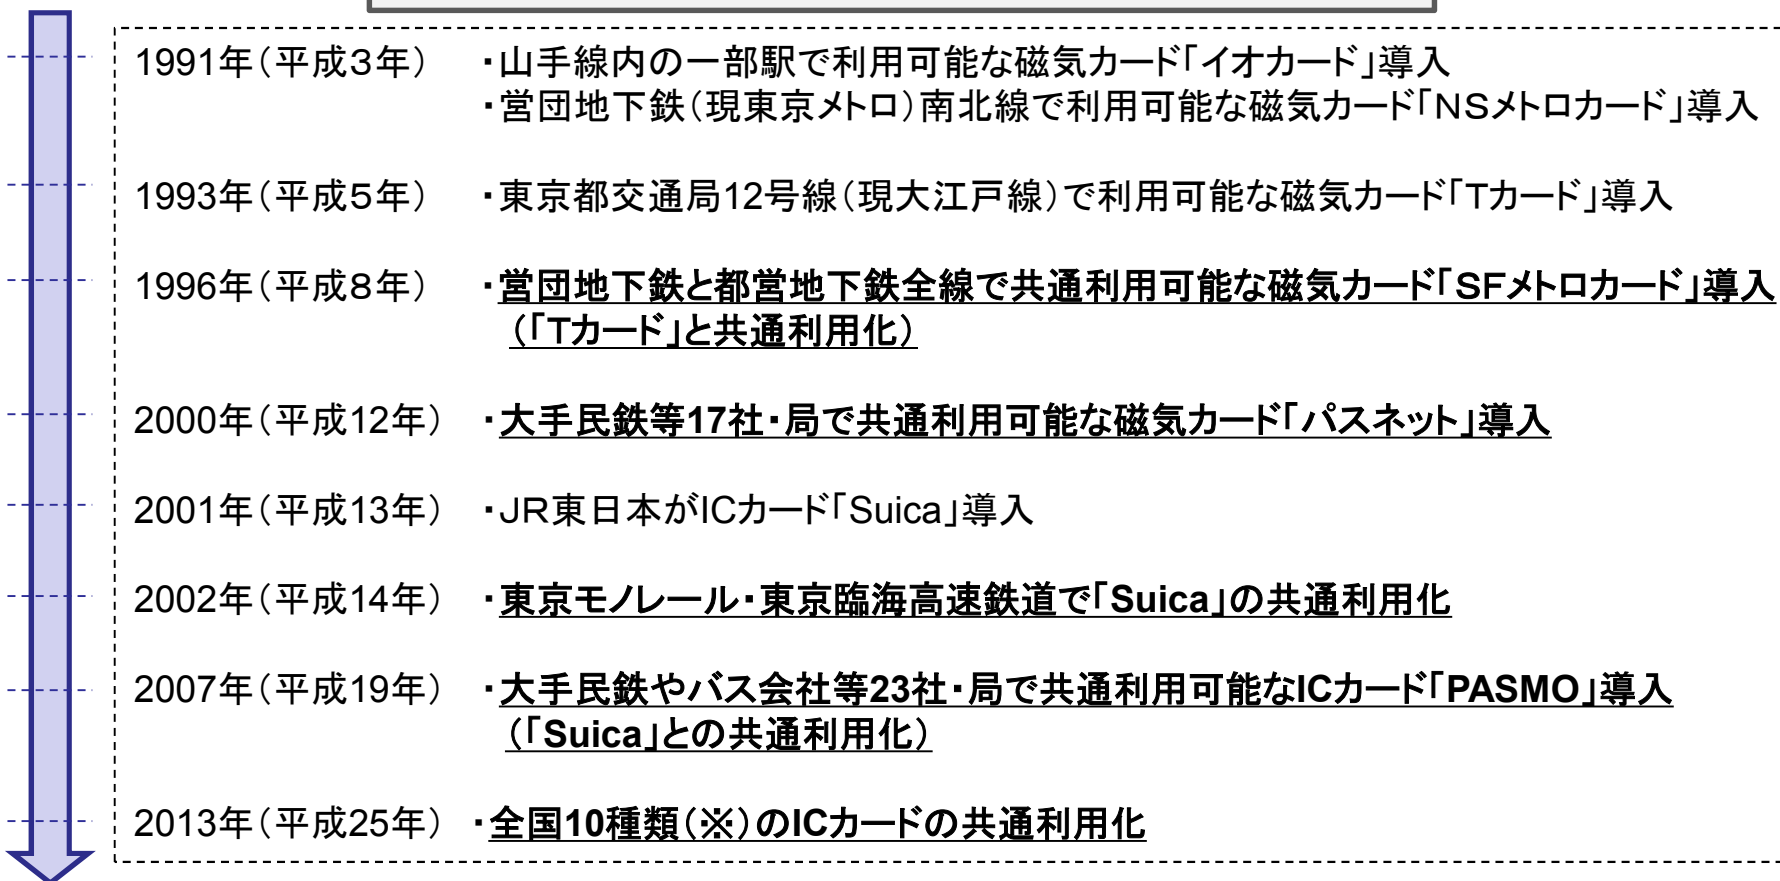 1991年（平成３年）　・山手線内の一部駅で利用可能な磁気カード「イオカード」導入
・営団地下鉄（現東京メトロ）南北線で利用可能な磁気カード「ＮＳメトロカード」導入
1993年（平成５年）　・東京都交通局12号線（現大江戸線）で利用可能な磁気カード「Tカード」導入
1996年（平成８年）　・営団地下鉄と都営地下鉄全線で共通利用可能な磁気カード「ＳＦメトロカード」導入
（「Tカード」と共通利用化）
2000年（平成12年）　・大手民鉄等17社・局で共通利用可能な磁気カード「パスネット」導入
2001年（平成13年）　・ＪＲ東日本がICカード「Suica」導入
2002年（平成14年）　・東京モノレール・東京臨海高速鉄道で「Suica」の共通利用化
2007年（平成19年）　・大手民鉄やバス会社等23社・局で共通利用可能なICカード「PASMO」導入
（「Suica」との共通利用化）
2013年（平成25年）　・全国10種類（※）のICカードの共通利用化